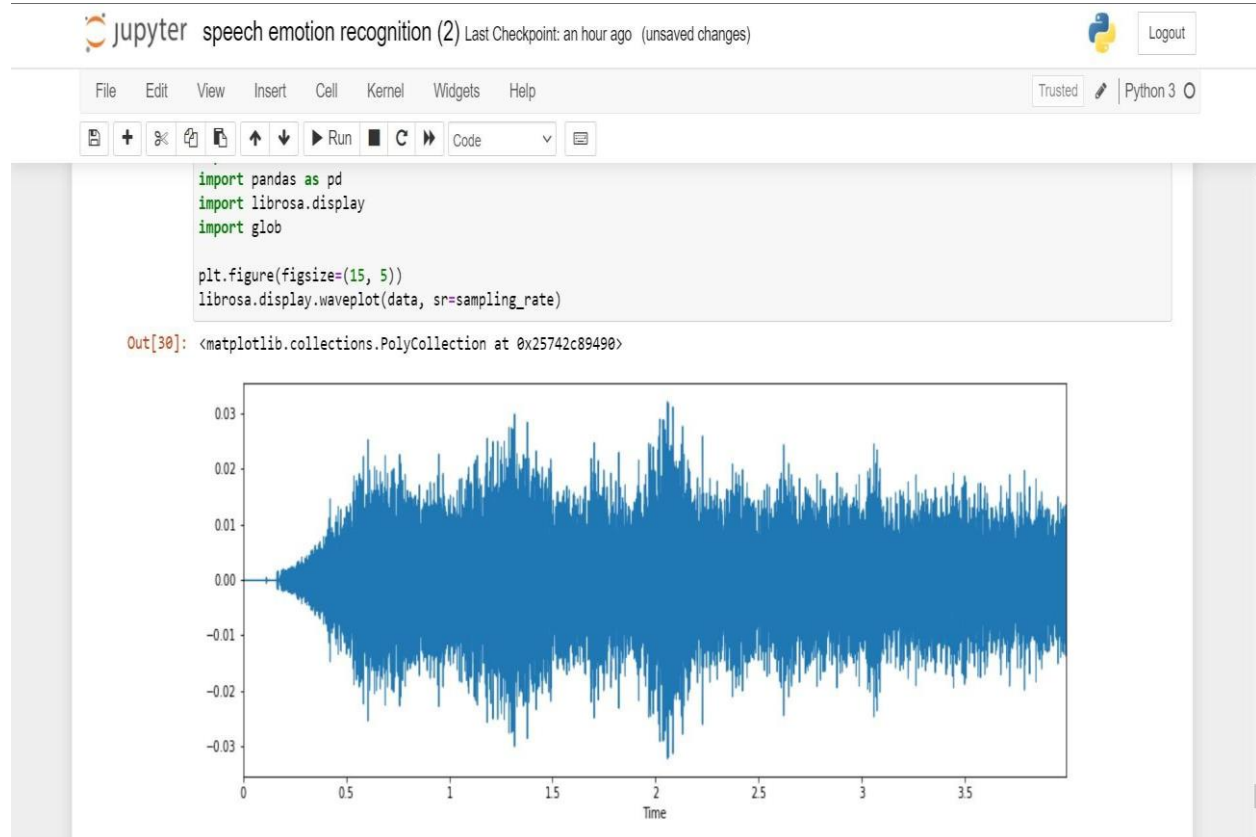 jupyter speech emotion recognition (2) Last Checkpoint: an hour ago (unsaved changes)
Logout
File Edit View Insert Cell Kernel Widgets Help
Trusted Python 3
Run Code
import pandas as pd
import librosa.display
import glob
plt.figure(figsize=(15, 5))
librosa.display.waveplot(data, sr=sampling_rate)
Out[30]: <matplotlib.collections.PolyCollection at 0x25742c89490>
0.03
0.02
0.01
0.00
−0.01
−0.02
−0.03
0 0.5 1 1.5 2 2.5 3 3.5
Time